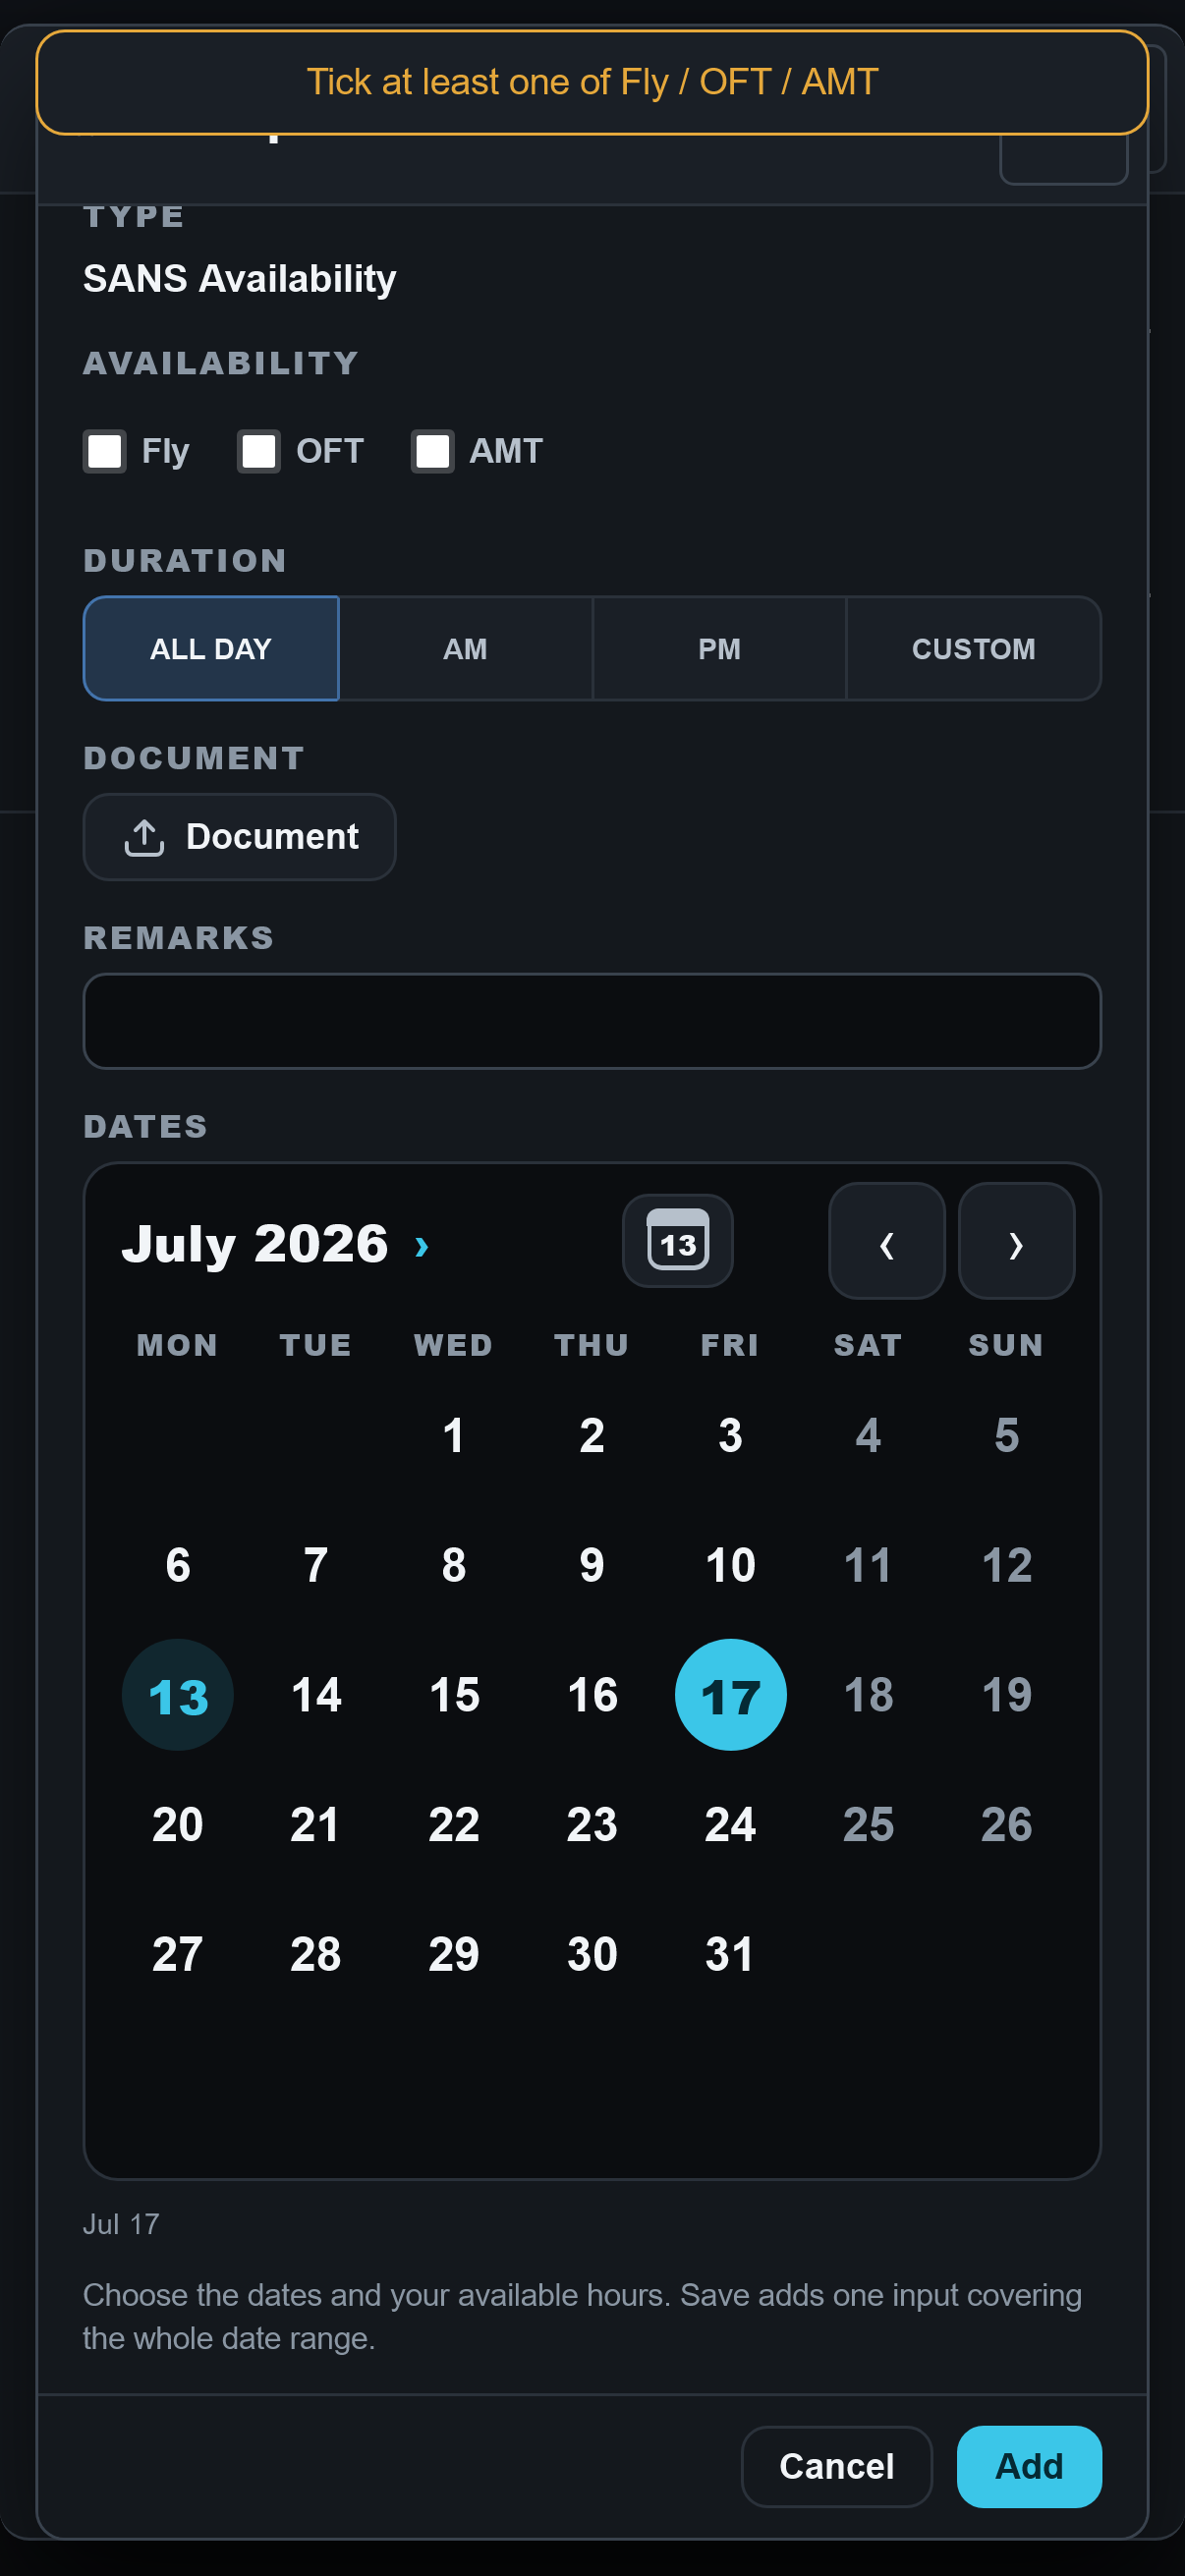 Tick at least one of Fly / OFT / AMT
TYPE
SANS Availability
AVAILABILITY
Fly OFT AMT
DURATION
ALL DAY AM PM CUSTOM
DOCUMENT
Document
REMARKS
DATES
July 2026 › 13 ‹ ›
MON TUE WED THU FRI SAT SUN
1 2 3 4 5
6 7 8 9 10 11 12
13 14 15 16 17 18 19
20 21 22 23 24 25 26
27 28 29 30 31
Jul 17
Choose the dates and your available hours. Save adds one input covering
the whole date range.
Cancel Add